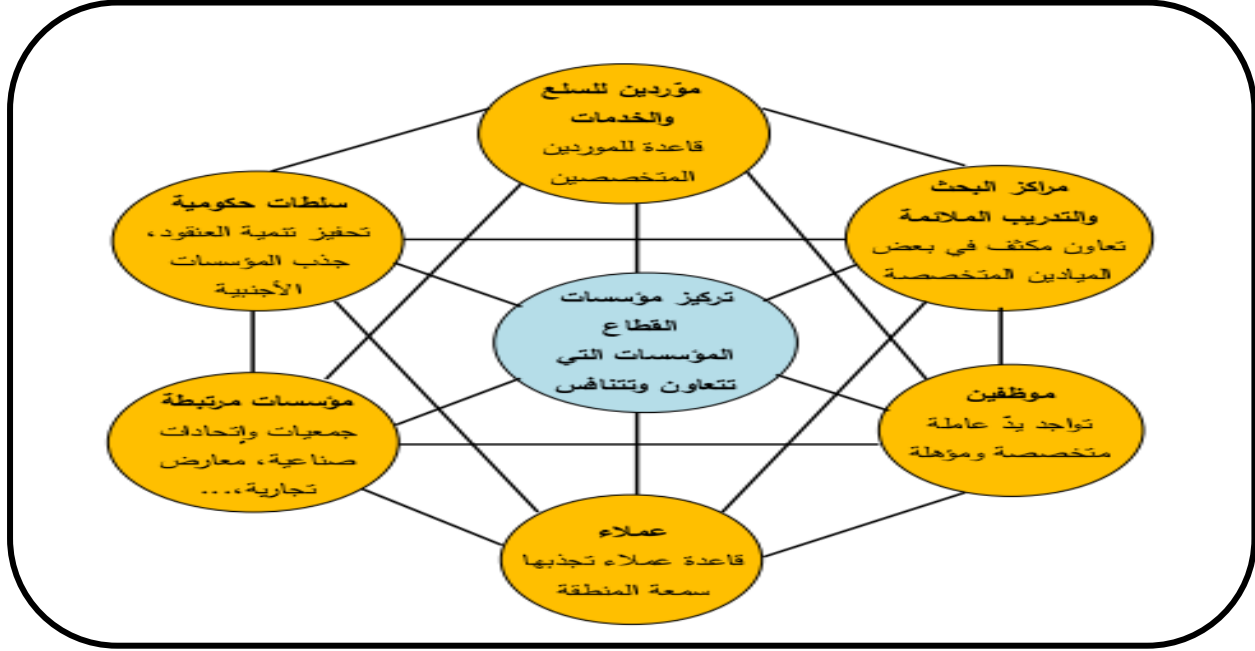 مورّدين للسلع
والخدمات
قاعدة للموردين
المتخصصين
مراكز البحث
والتدريب الملائمة
تعاون مكثف في بعض
الميادين المتخصصة
سلطات حكومية
تحفيز تنمية العنقود،
جذب المؤسسات
الأجنبية
تركيز مؤسسات
القطاع
المؤسسات التي
تتعاون وتتنافس
موظفين
تواجد يدّ عاملة
متخصصة ومؤهلة
مؤسسات مرتبطة
جمعيات وإتحادات
صناعية، معارض
تجارية،...
عملاء
قاعدة عملاء تجذبها
سمعة المنطقة